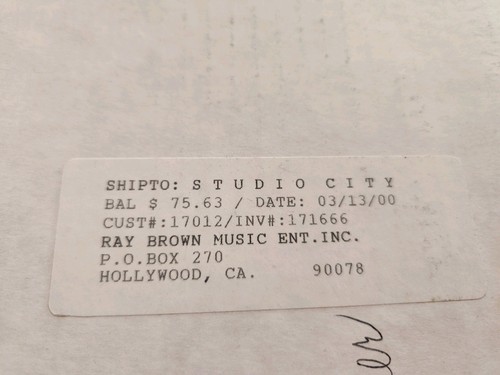 SHIPTO: S T U D I O C I T Y
BAL $ 75.63 / DATE: 03/13/00
CUST#:17012/INV#:171666
RAY BROWN MUSIC ENT.INC.
P.O.BOX 270
HOLLYWOOD, CA. 90078